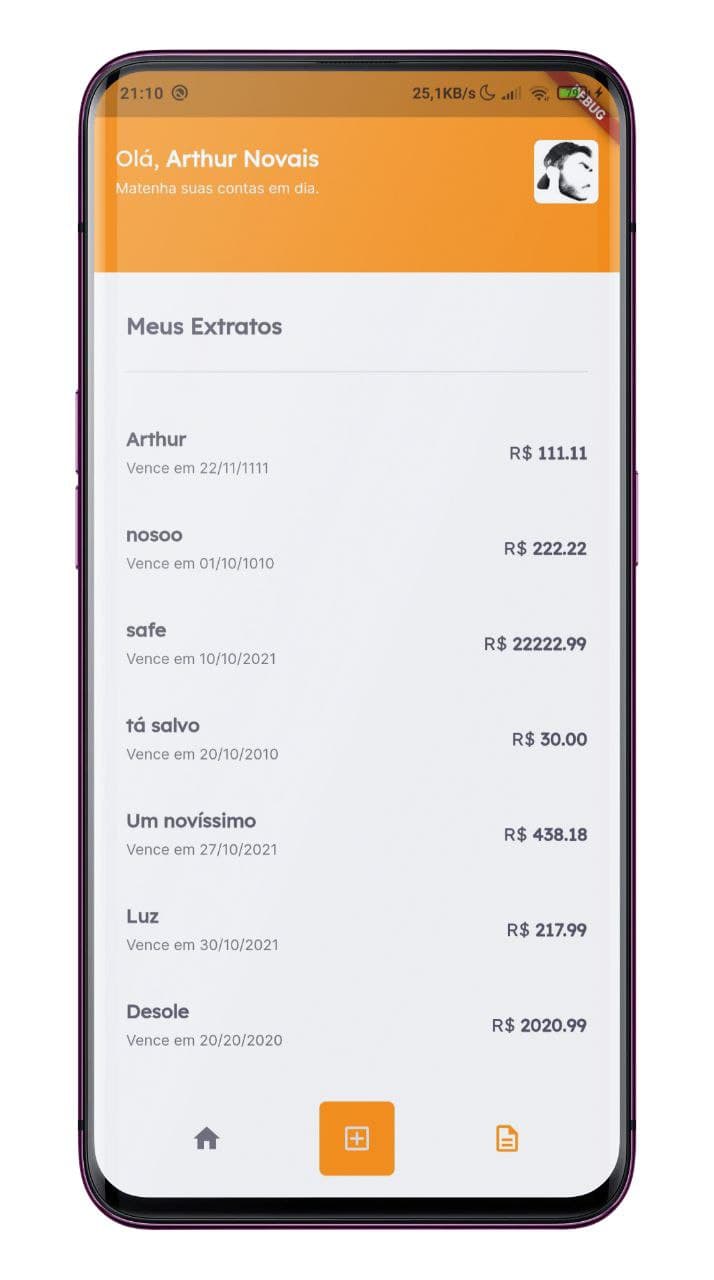 21:10 25,1KB/s
Olá, Arthur Novais
Matenha suas contas em dia.
Meus Extratos
Arthur
R$ 111.11
Vence em 22/11/1111
nosoo
R$ 222.22
Vence em 01/10/1010
safe
R$ 22222.99
Vence em 10/10/2021
tá salvo
R$ 30.00
Vence em 20/10/2010
Um novíssimo
R$ 438.18
Vence em 27/10/2021
Luz
R$ 217.99
Vence em 30/10/2021
Desole
R$ 2020.99
Vence em 20/20/2020